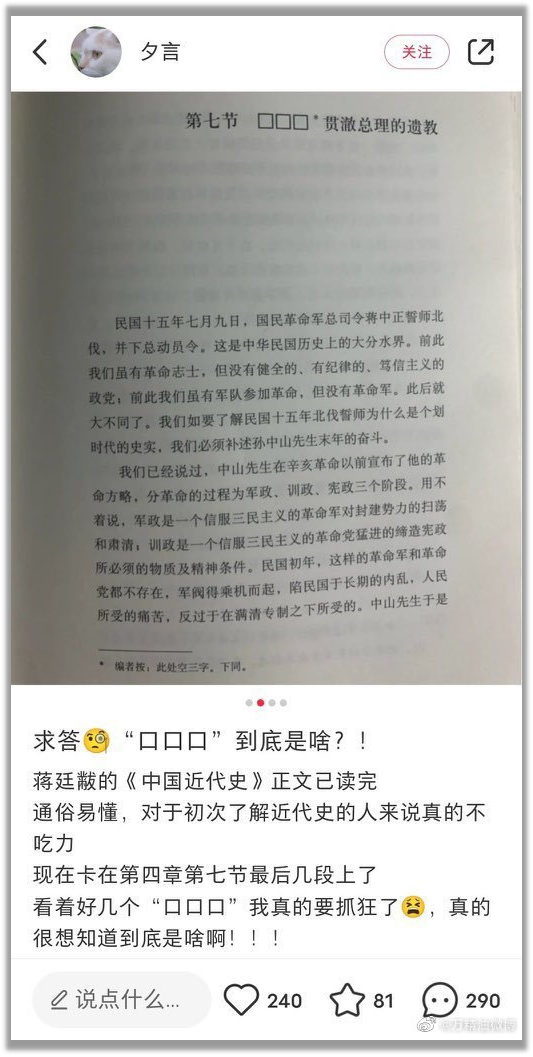 夕言
关注
第七节 □□□*贯澈总理的遗教
民国十五年七月九日，国民革命军总司令蒋中正誓师北
伐，并下总动员令。这是中华民国历史上的大分水界。前此
我们虽有革命志士，但没有健全的、有纪律的、笃信主义的
政党；前此我们虽有军队参加革命，但没有革命军。此后就
大不同了。我们如要了解民国十五年北伐誓师为什么是个划
时代的史实，我们必须补述孙中山先生末年的奋斗。
我们已经说过，中山先生在辛亥革命以前宣布了他的革
命方略，分革命的过程为军政、训政、宪政三个阶段。用不
着说，军政是一个信服三民主义的革命军对封建势力的扫荡
和肃清；训政是一个信服三民主义的革命党猛进的缔造宪政
所必须的物质及精神条件。民国初年，这样的革命军和革命
党都不存在，军阀得乘机而起，陷民国于长期的内乱，人民
所受的痛苦，反过于在满清专制之下所受的。中山先生于是
* 编者按：此处空三字。下同。
求答🧐“口口口”到底是啥？！
蒋廷黻的《中国近代史》正文已读完
通俗易懂，对于初次了解近代史的人来说真的不
吃力
现在卡在第四章第七节最后几段上了
看着好几个“口口口”我真的要抓狂了😫，真的
很想知道到底是啥啊！！！
说点什么... 240 81 290